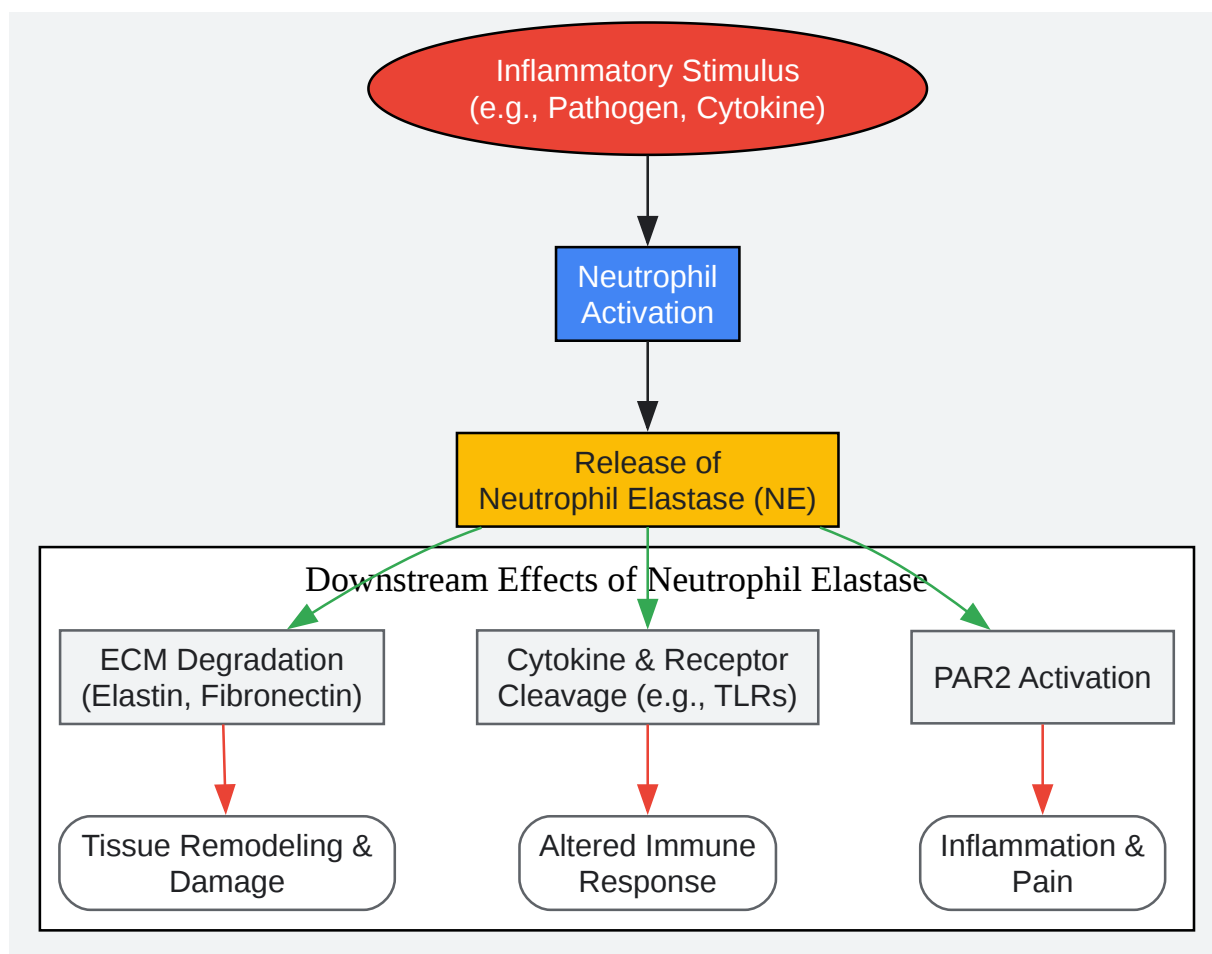 Inflammatory Stimulus
(e.g., Pathogen, Cytokine)
Neutrophil
Activation
Release of
Neutrophil Elastase (NE)
Downstream Effects of Neutrophil Elastase
ECM Degradation
(Elastin, Fibronectin)
Cytokine & Receptor
Cleavage (e.g., TLRs)
PAR2 Activation
Tissue Remodeling &
Damage
Altered Immune
Response
Inflammation &
Pain